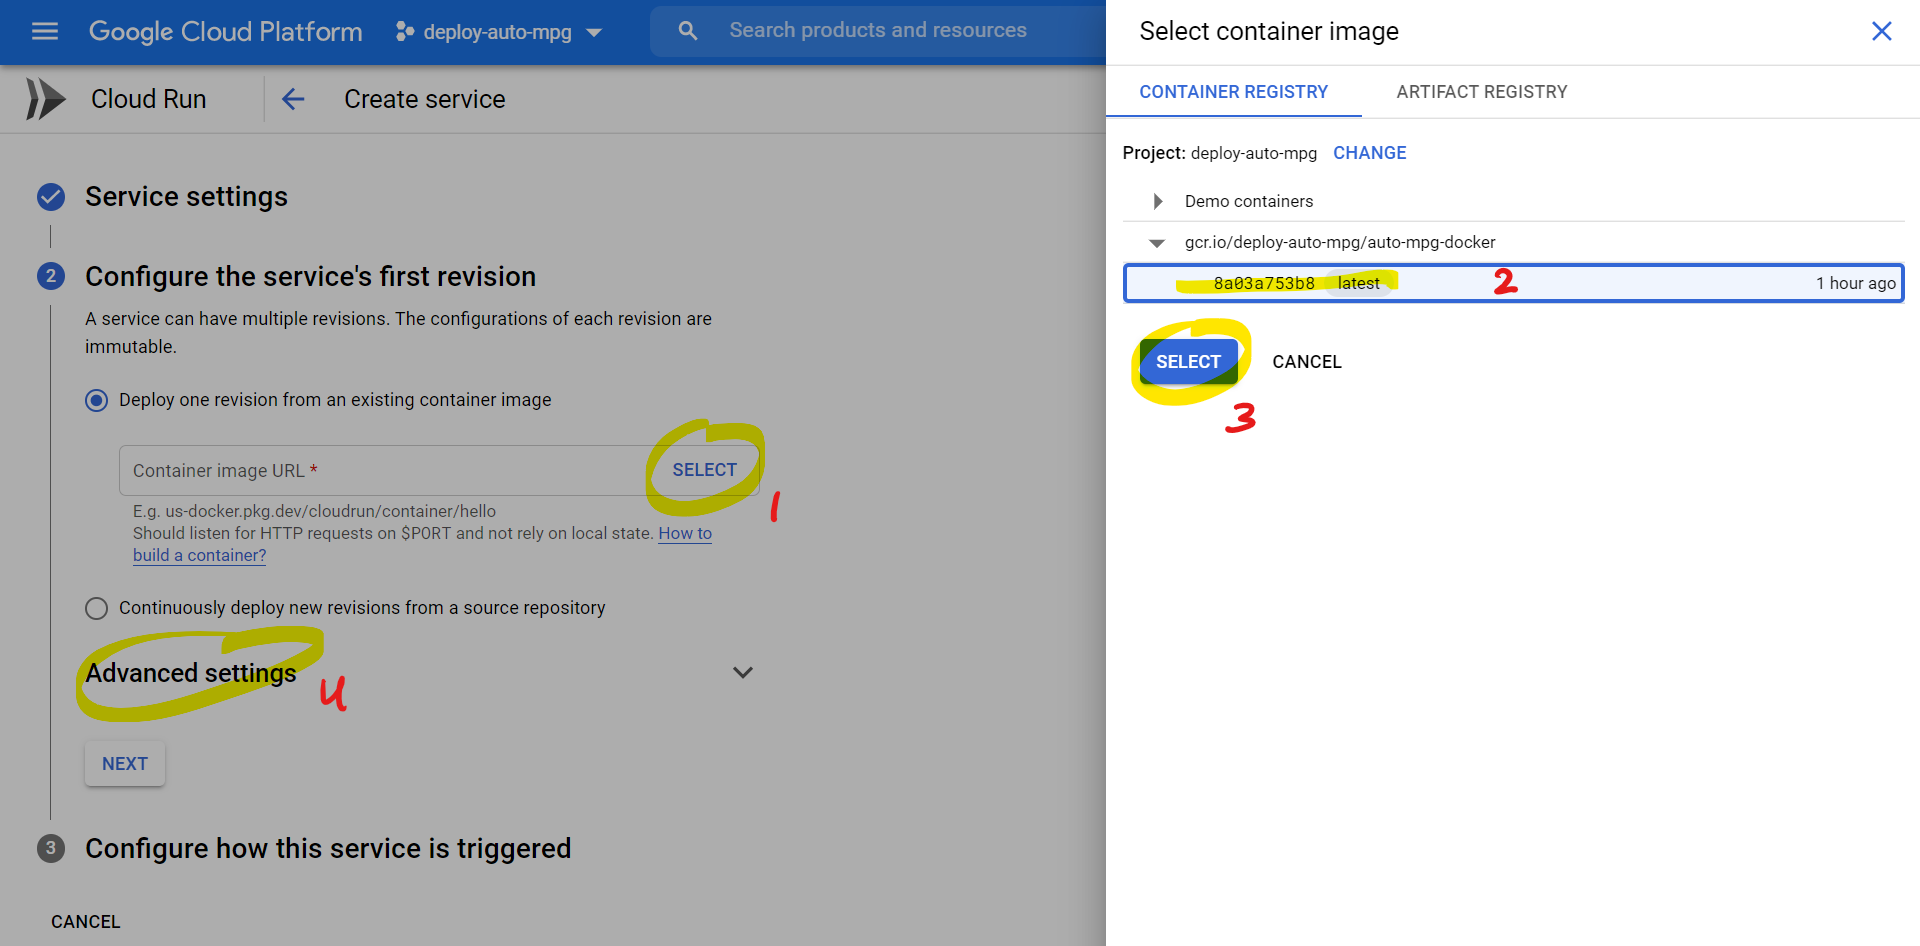 Google Cloud Platform
deploy-auto-mpg
Search products and resources
Cloud Run
Create service
Service settings
2
Configure the service's first revision
A service can have multiple revisions. The configurations of each revision are
immutable.
Deploy one revision from an existing container image
Container image URL *
SELECT
1
E.g. us-docker.pkg.dev/cloudrun/container/hello
Should listen for HTTP requests on $PORT and not rely on local state. How to
build a container?
Continuously deploy new revisions from a source repository
Advanced settings
4
NEXT
3
Configure how this service is triggered
CANCEL
Select container image
CONTAINER REGISTRY
ARTIFACT REGISTRY
Project: deploy-auto-mpg CHANGE
Demo containers
gcr.io/deploy-auto-mpg/auto-mpg-docker
8a03a753b8 latest
2
1 hour ago
SELECT
CANCEL
3